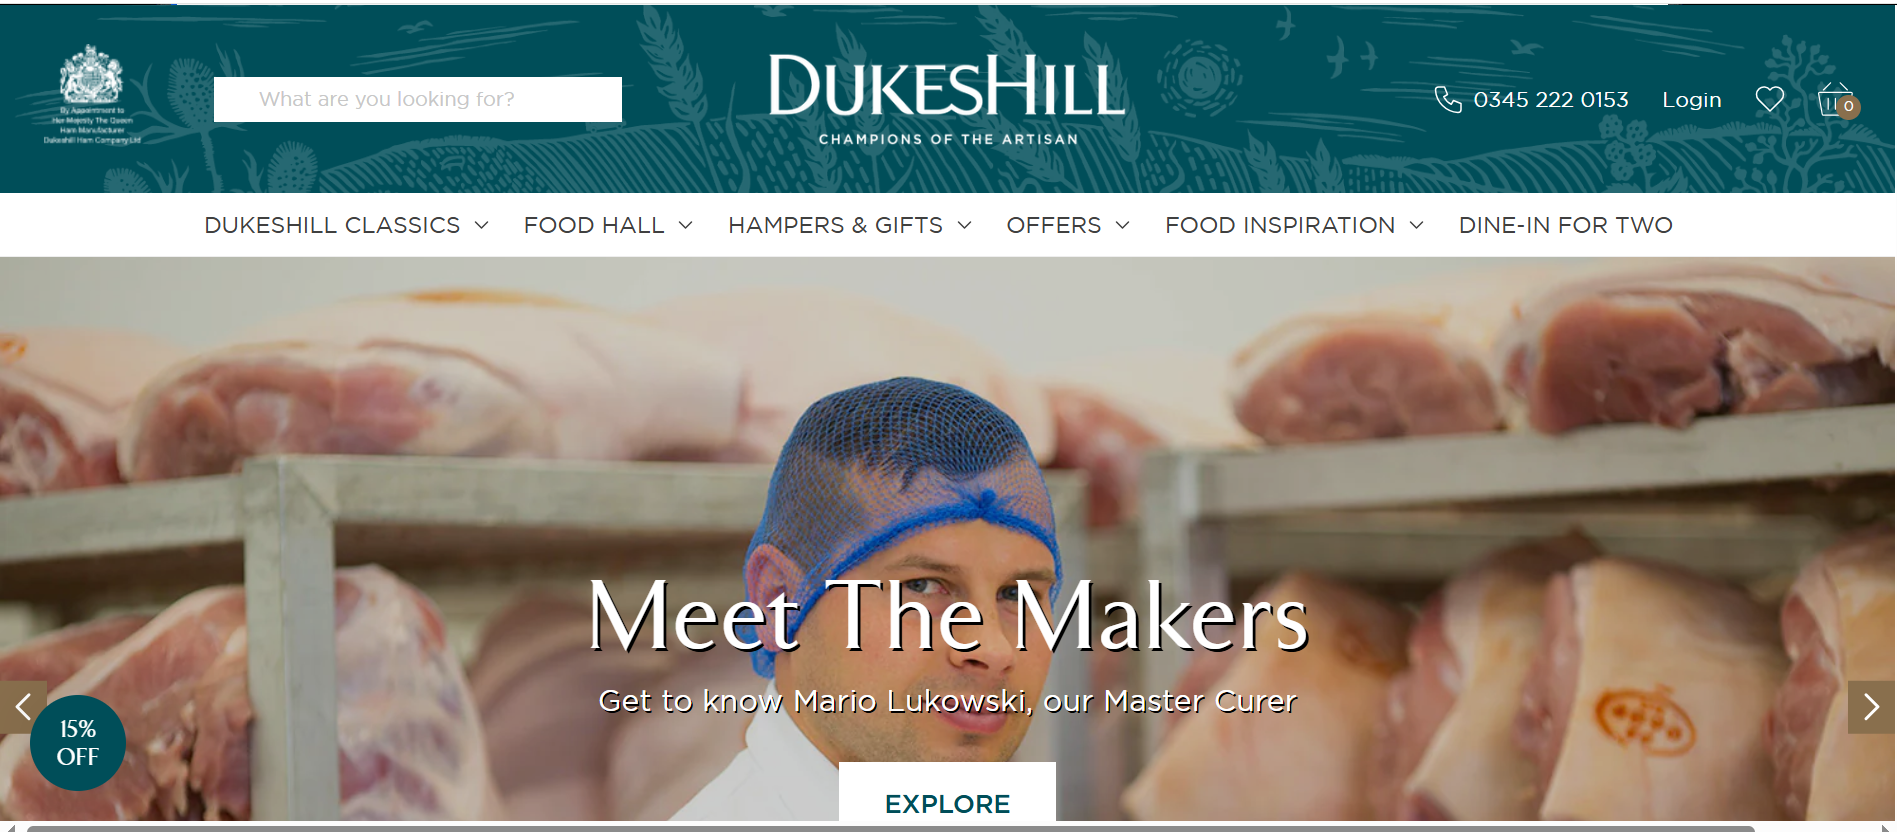 By Appointment to
Her Majesty The Queen
Ham Manufacturer
Dukeshill Ham Company Ltd
What are you looking for?
DUKESHILL
CHAMPIONS OF THE ARTISAN
0345 222 0153
Login
0
DUKESHILL CLASSICS
FOOD HALL
HAMPERS & GIFTS
OFFERS
FOOD INSPIRATION
DINE-IN FOR TWO
Meet The Makers
Get to know Mario Lukowski, our Master Curer
15%
OFF
EXPLORE